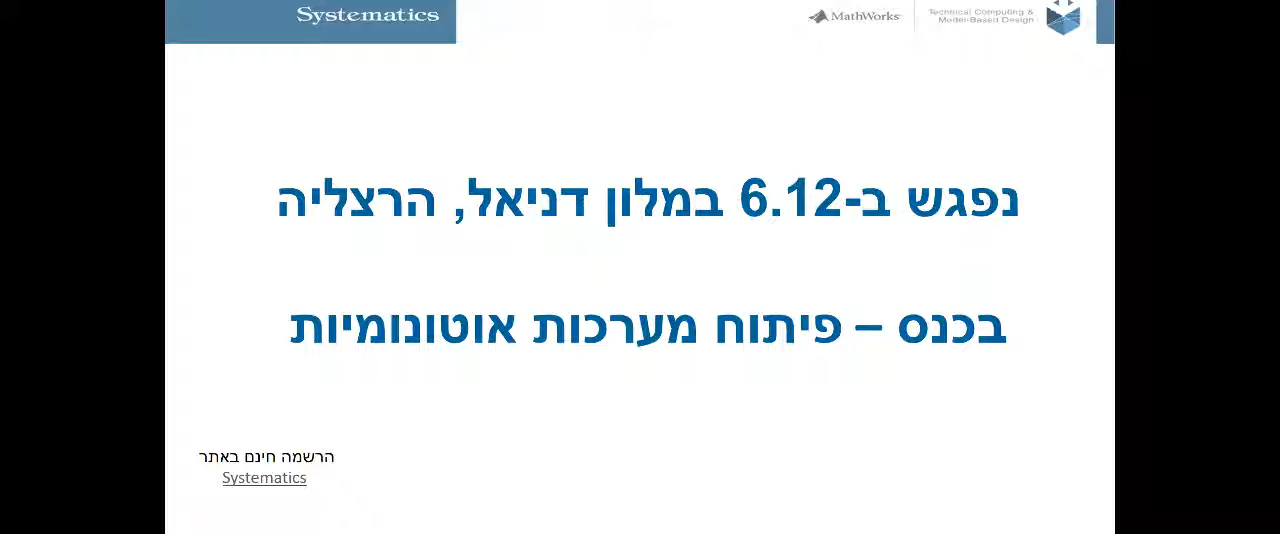 Systematics
MathWorks
Technical Computing &
Model-Based Design
נפגש ב-6.12 במלון דניאל, הרצליה
בכנס – פיתוח מערכות אוטונומיות
הרשמה חינם באתר
Systematics